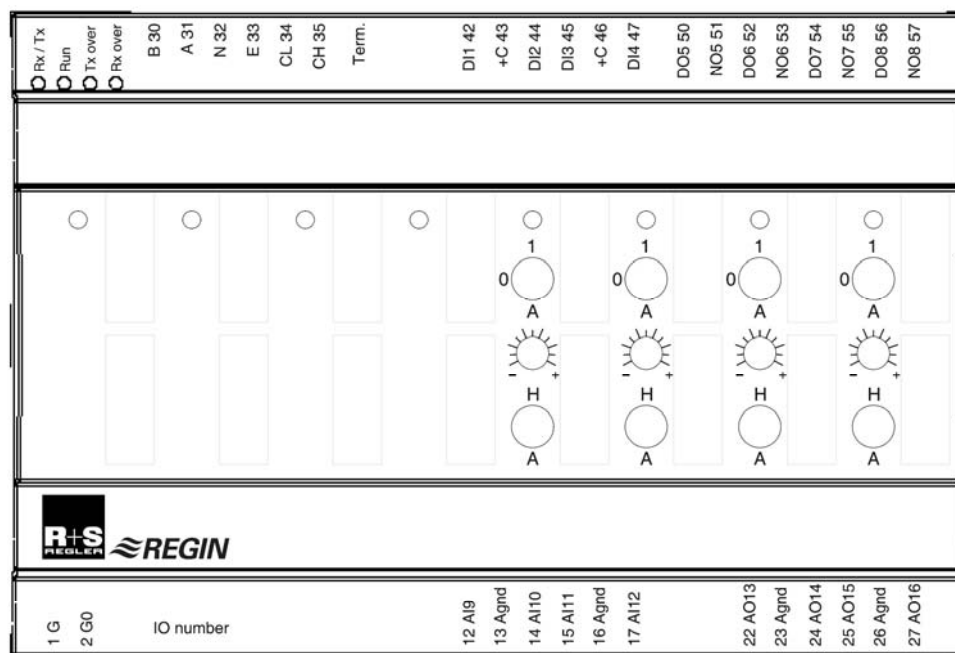 Rx / Tx
Run
Tx over
Rx over
B 30
A 31
N 32
E 33
CL 34
CH 35
Term.
DI1 42
+C 43
DI2 44
DI3 45
+C 46
DI4 47
DO5 50
NO5 51
DO6 52
NO6 53
DO7 54
NO7 55
DO8 56
NO8 57
1 1 1 1
0 0 0 0
A A A A
- + - + - + - +
H H H H
A A A A
R+S
REGLER
REGIN
1 G
2 G0
IO number
12 AI9
13 Agnd
14 AI10
15 AI11
16 Agnd
17 AI12
22 AO13
23 Agnd
24 AO14
25 AO15
26 Agnd
27 AO16